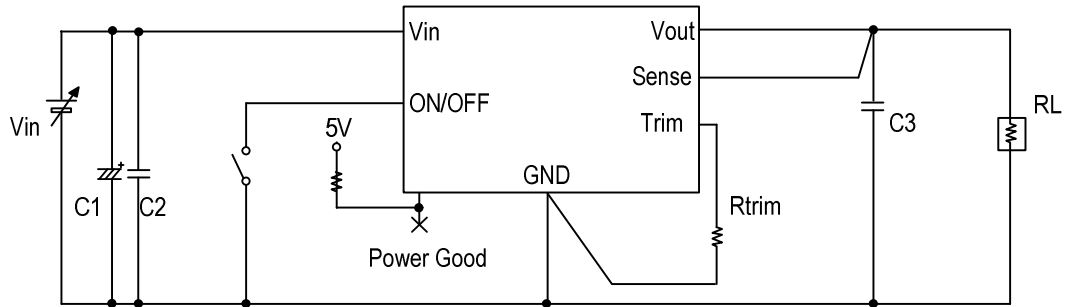 Vin
Vout
Sense
ON/OFF
Trim
GND
5V
Vin
C1
+
C2
Power Good
Rtrim
C3
RL